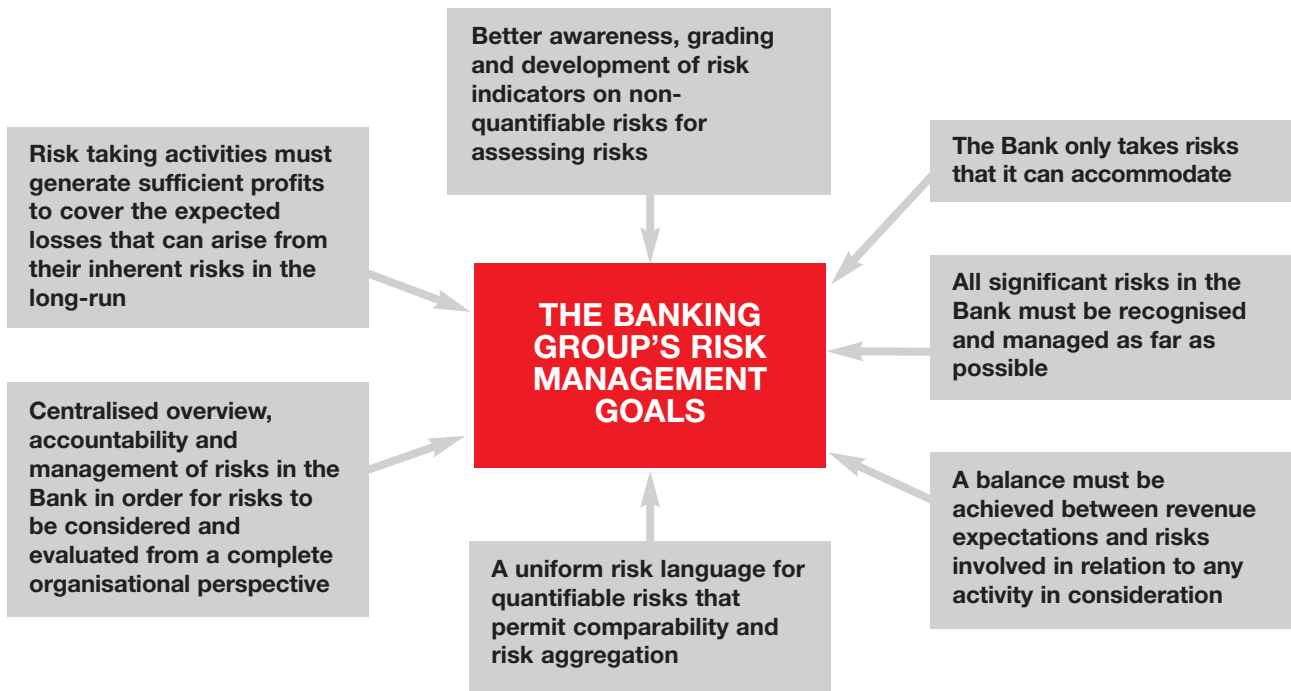 Better awareness, grading
and development of risk
indicators on non-
quantifiable risks for
assessing risks
Risk taking activities must
generate sufficient profits
to cover the expected
losses that can arise from
their inherent risks in the
long-run
The Bank only takes risks
that it can accommodate
THE BANKING
GROUP’S RISK
MANAGEMENT
GOALS
All significant risks in the
Bank must be recognised
and managed as far as
possible
Centralised overview,
accountability and
management of risks in the
Bank in order for risks to
be considered and
evaluated from a complete
organisational perspective
A uniform risk language for
quantifiable risks that
permit comparability and
risk aggregation
A balance must be
achieved between revenue
expectations and risks
involved in relation to any
activity in consideration